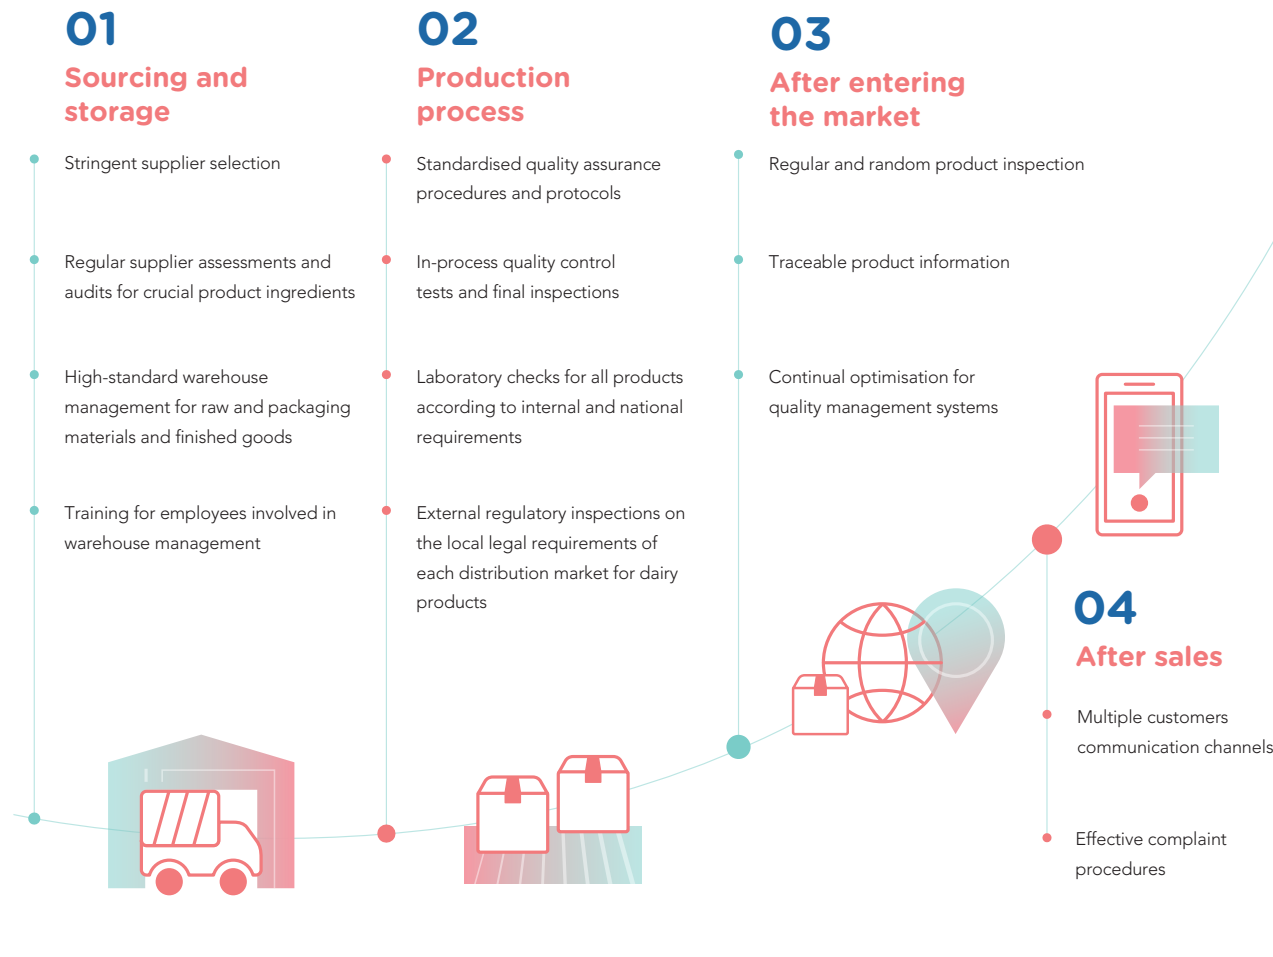 01
Sourcing and
storage
Stringent supplier selection
Regular supplier assessments and
audits for crucial product ingredients
High-standard warehouse
management for raw and packaging
materials and finished goods
Training for employees involved in
warehouse management
02
Production
process
Standardised quality assurance
procedures and protocols
In-process quality control
tests and final inspections
Laboratory checks for all products
according to internal and national
requirements
External regulatory inspections on
the local legal requirements of
each distribution market for dairy
products
03
After entering
the market
Regular and random product inspection
Traceable product information
Continual optimisation for
quality management systems
04
After sales
Multiple customers
communication channels
Effective complaint
procedures